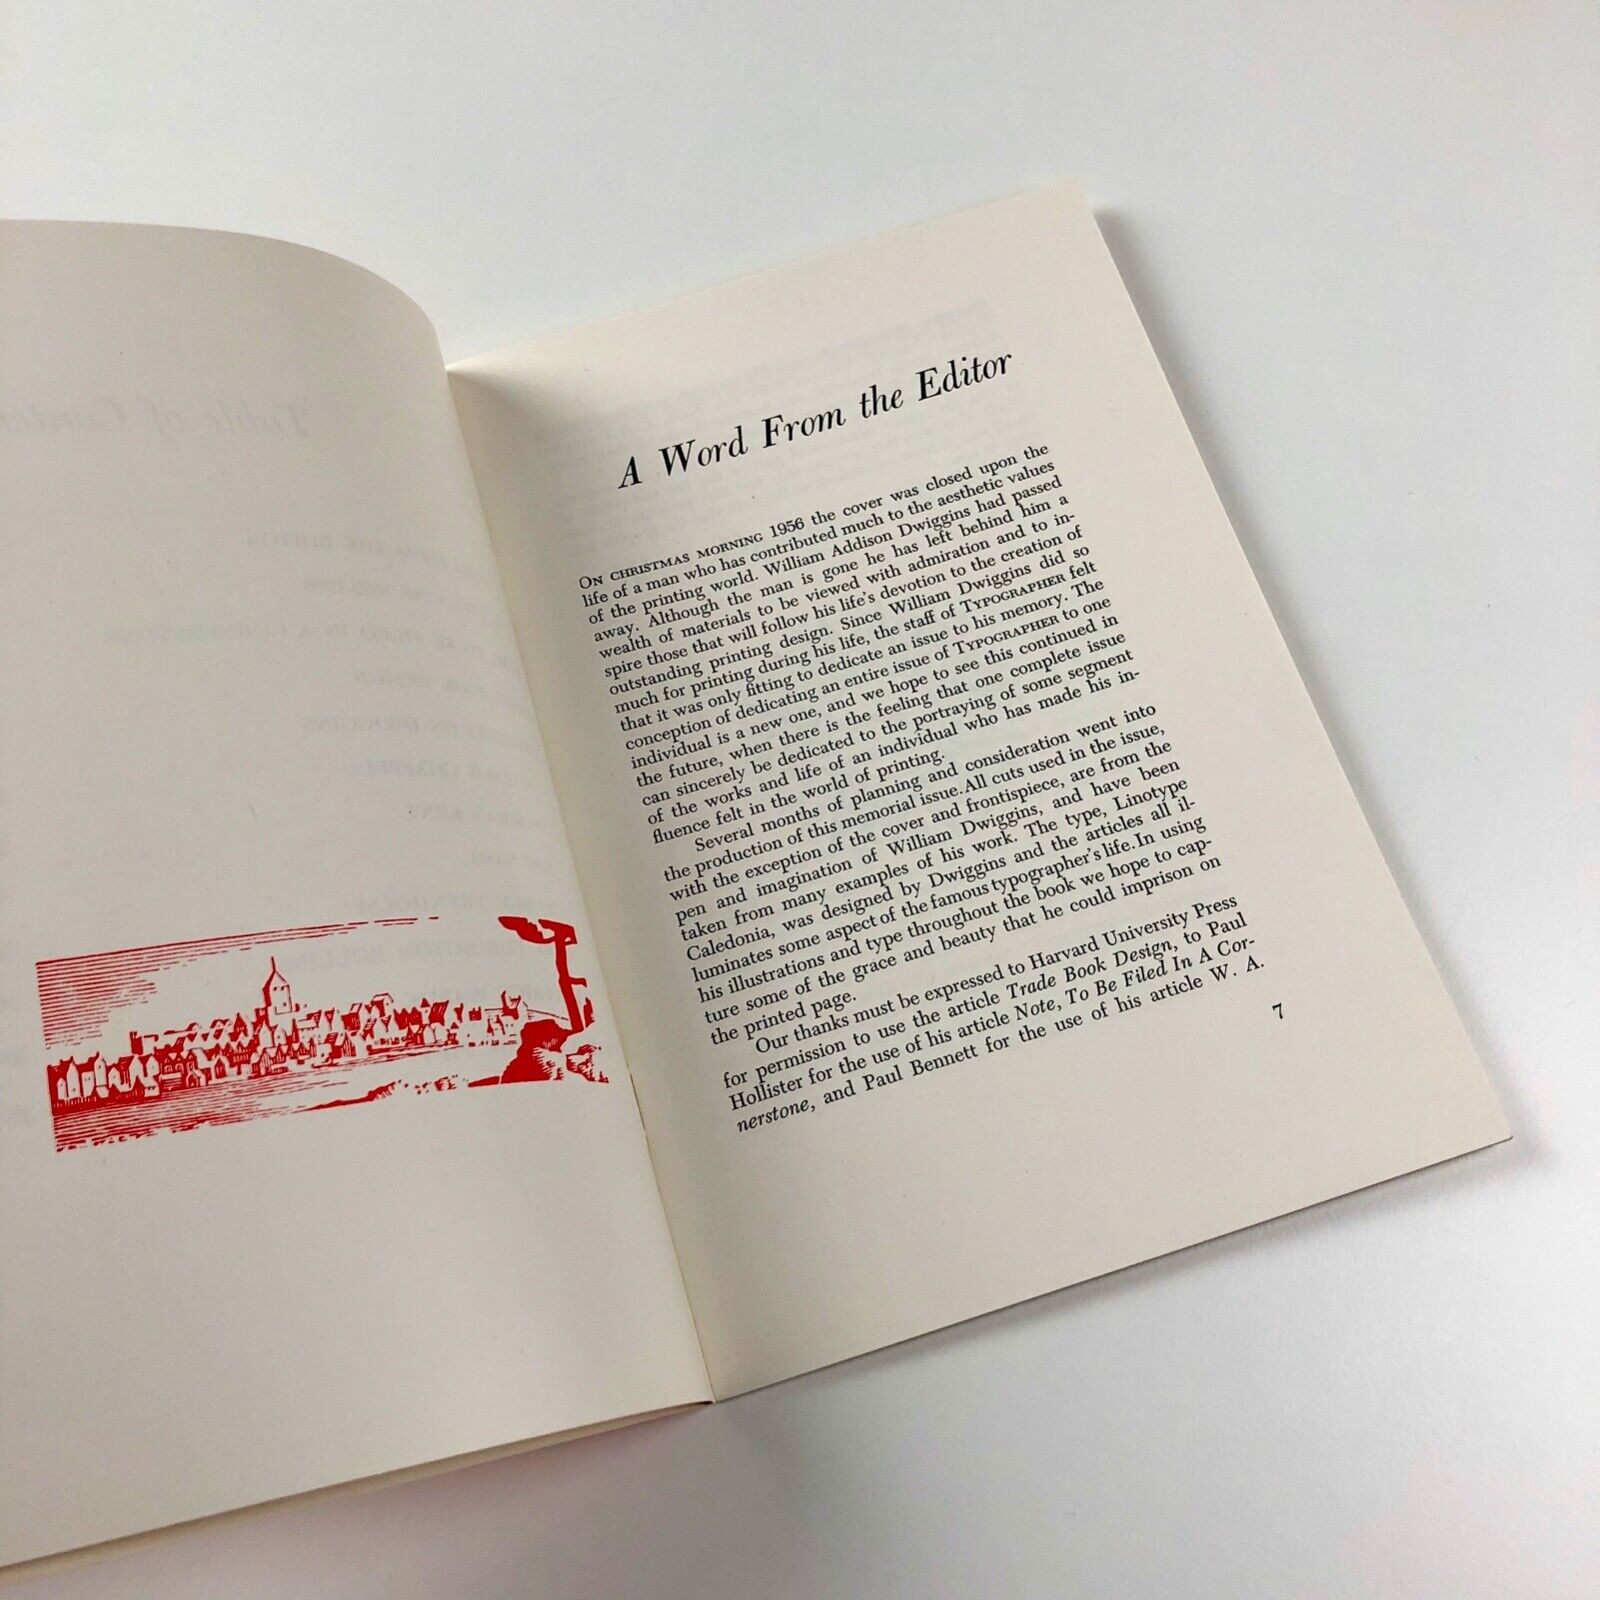 A Word From the Editor
ON CHRISTMAS MORNING 1956 the cover was closed upon the
life of a man who has contributed much to the aesthetic values
of the printing world. William Addison Dwiggins had passed
away. Although the man is gone he has left behind him a
wealth of materials to be viewed with admiration and to in-
spire those that will follow his life's devotion to the creation of
outstanding printing design. Since William Dwiggins did so
much for printing during his life, the staff of TYPOGRAPHER felt
that it was only fitting to dedicate an issue to his memory. The
conception of dedicating an entire issue of TYPOGRAPHER to one
individual is a new one, and we hope to see this continued in
the future, when there is the feeling that one complete issue
can sincerely be dedicated to the portraying of some segment
of the works and life of an individual who has made his in-
fluence felt in the world of printing.
Several months of planning and consideration went into
the production of this memorial issue. All cuts used in the issue,
with the exception of the cover and frontispiece, are from the
pen and imagination of William Dwiggins, and have been
taken from many examples of his work. The type, Linotype
Caledonia, was designed by Dwiggins and the articles all il-
luminates some aspect of the famous typographer's life. In using
his illustrations and type throughout the book we hope to cap-
ture some of the grace and beauty that he could imprison on
the printed page.
Our thanks must be expressed to Harvard University Press
for permission to use the article Trade Book Design, to Paul
Hollister for the use of his article Note, To Be Filed In A Cor-
nerstone, and Paul Bennett for the use of his article W. A.
7